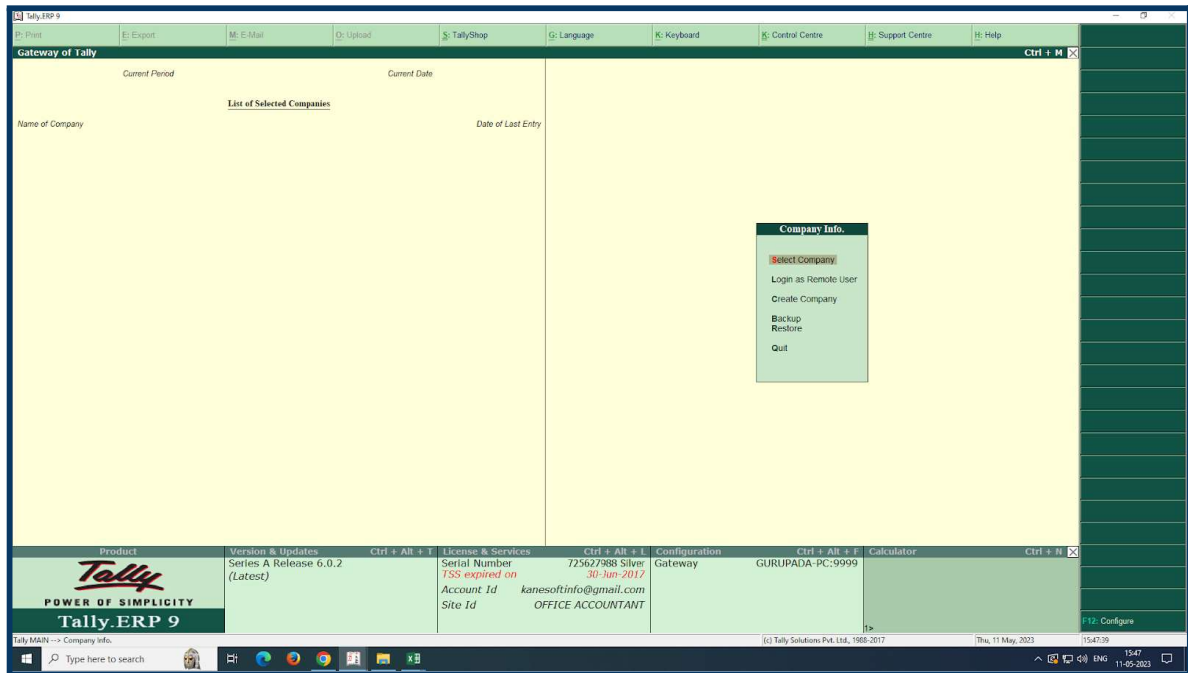 Tally.ERP 9
P: Print E: Export M: E-Mail O: Upload S: TallyShop G: Language K: Keyboard K: Control Centre H: Support Centre H: Help
Gateway of Tally Ctrl + M
Current Period Current Date
List of Selected Companies
Name of Company Date of Last Entry
Company Info.
Select Company
Login as Remote User
Create Company
Backup
Restore
Quit
Product Version & Updates Ctrl + Alt + T License & Services Ctrl + Alt + L Configuration Ctrl + Alt + F Calculator Ctrl + N
Tally
POWER OF SIMPLICITY
Tally.ERP 9
Series A Release 6.0.2
(Latest)
Serial Number 725627988 Silver
TSS expired on 30-Jun-2017
Account Id kanesoftinfo@gmail.com
Site Id OFFICE ACCOUNTANT
Gateway GURUPADA-PC:9999
1>
F12: Configure
Tally MAIN --> Company Info. (c) Tally Solutions Pvt. Ltd., 1988-2017 Thu, 11 May, 2023 15:47:39
Type here to search ENG 15:47
11-05-2023